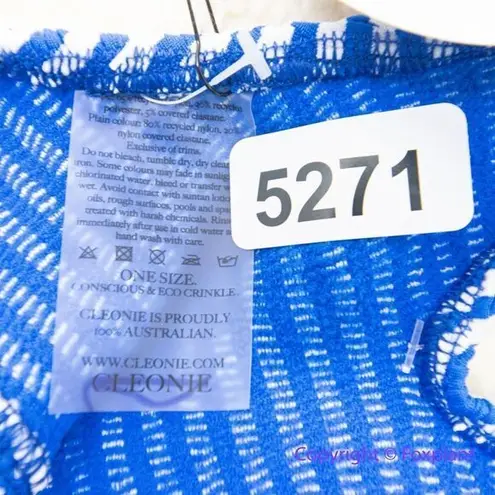 polyester, 5% covered elastane.
Plain colour: 80% recycled nylon, 20%
nylon covered elastane.
Exclusive of trims.
Do not bleach, tumble dry, dry clean
iron. Some colours may fade in sunlight
chlorinated water, bleed or transfer w
wet. Avoid contact with suntan lotion
oils, rough surfaces, pools and spas
treated with harsh chemicals. Rinse
immediately after use in cold water
hand wash with care.
5271
ONE SIZE.
CONSCIOUS & ECO CRINKLE.
CLEONIE IS PROUDLY
100% AUSTRALIAN.
WWW.CLEONIE.COM
CLEONIE
Copyright © Foxplanet